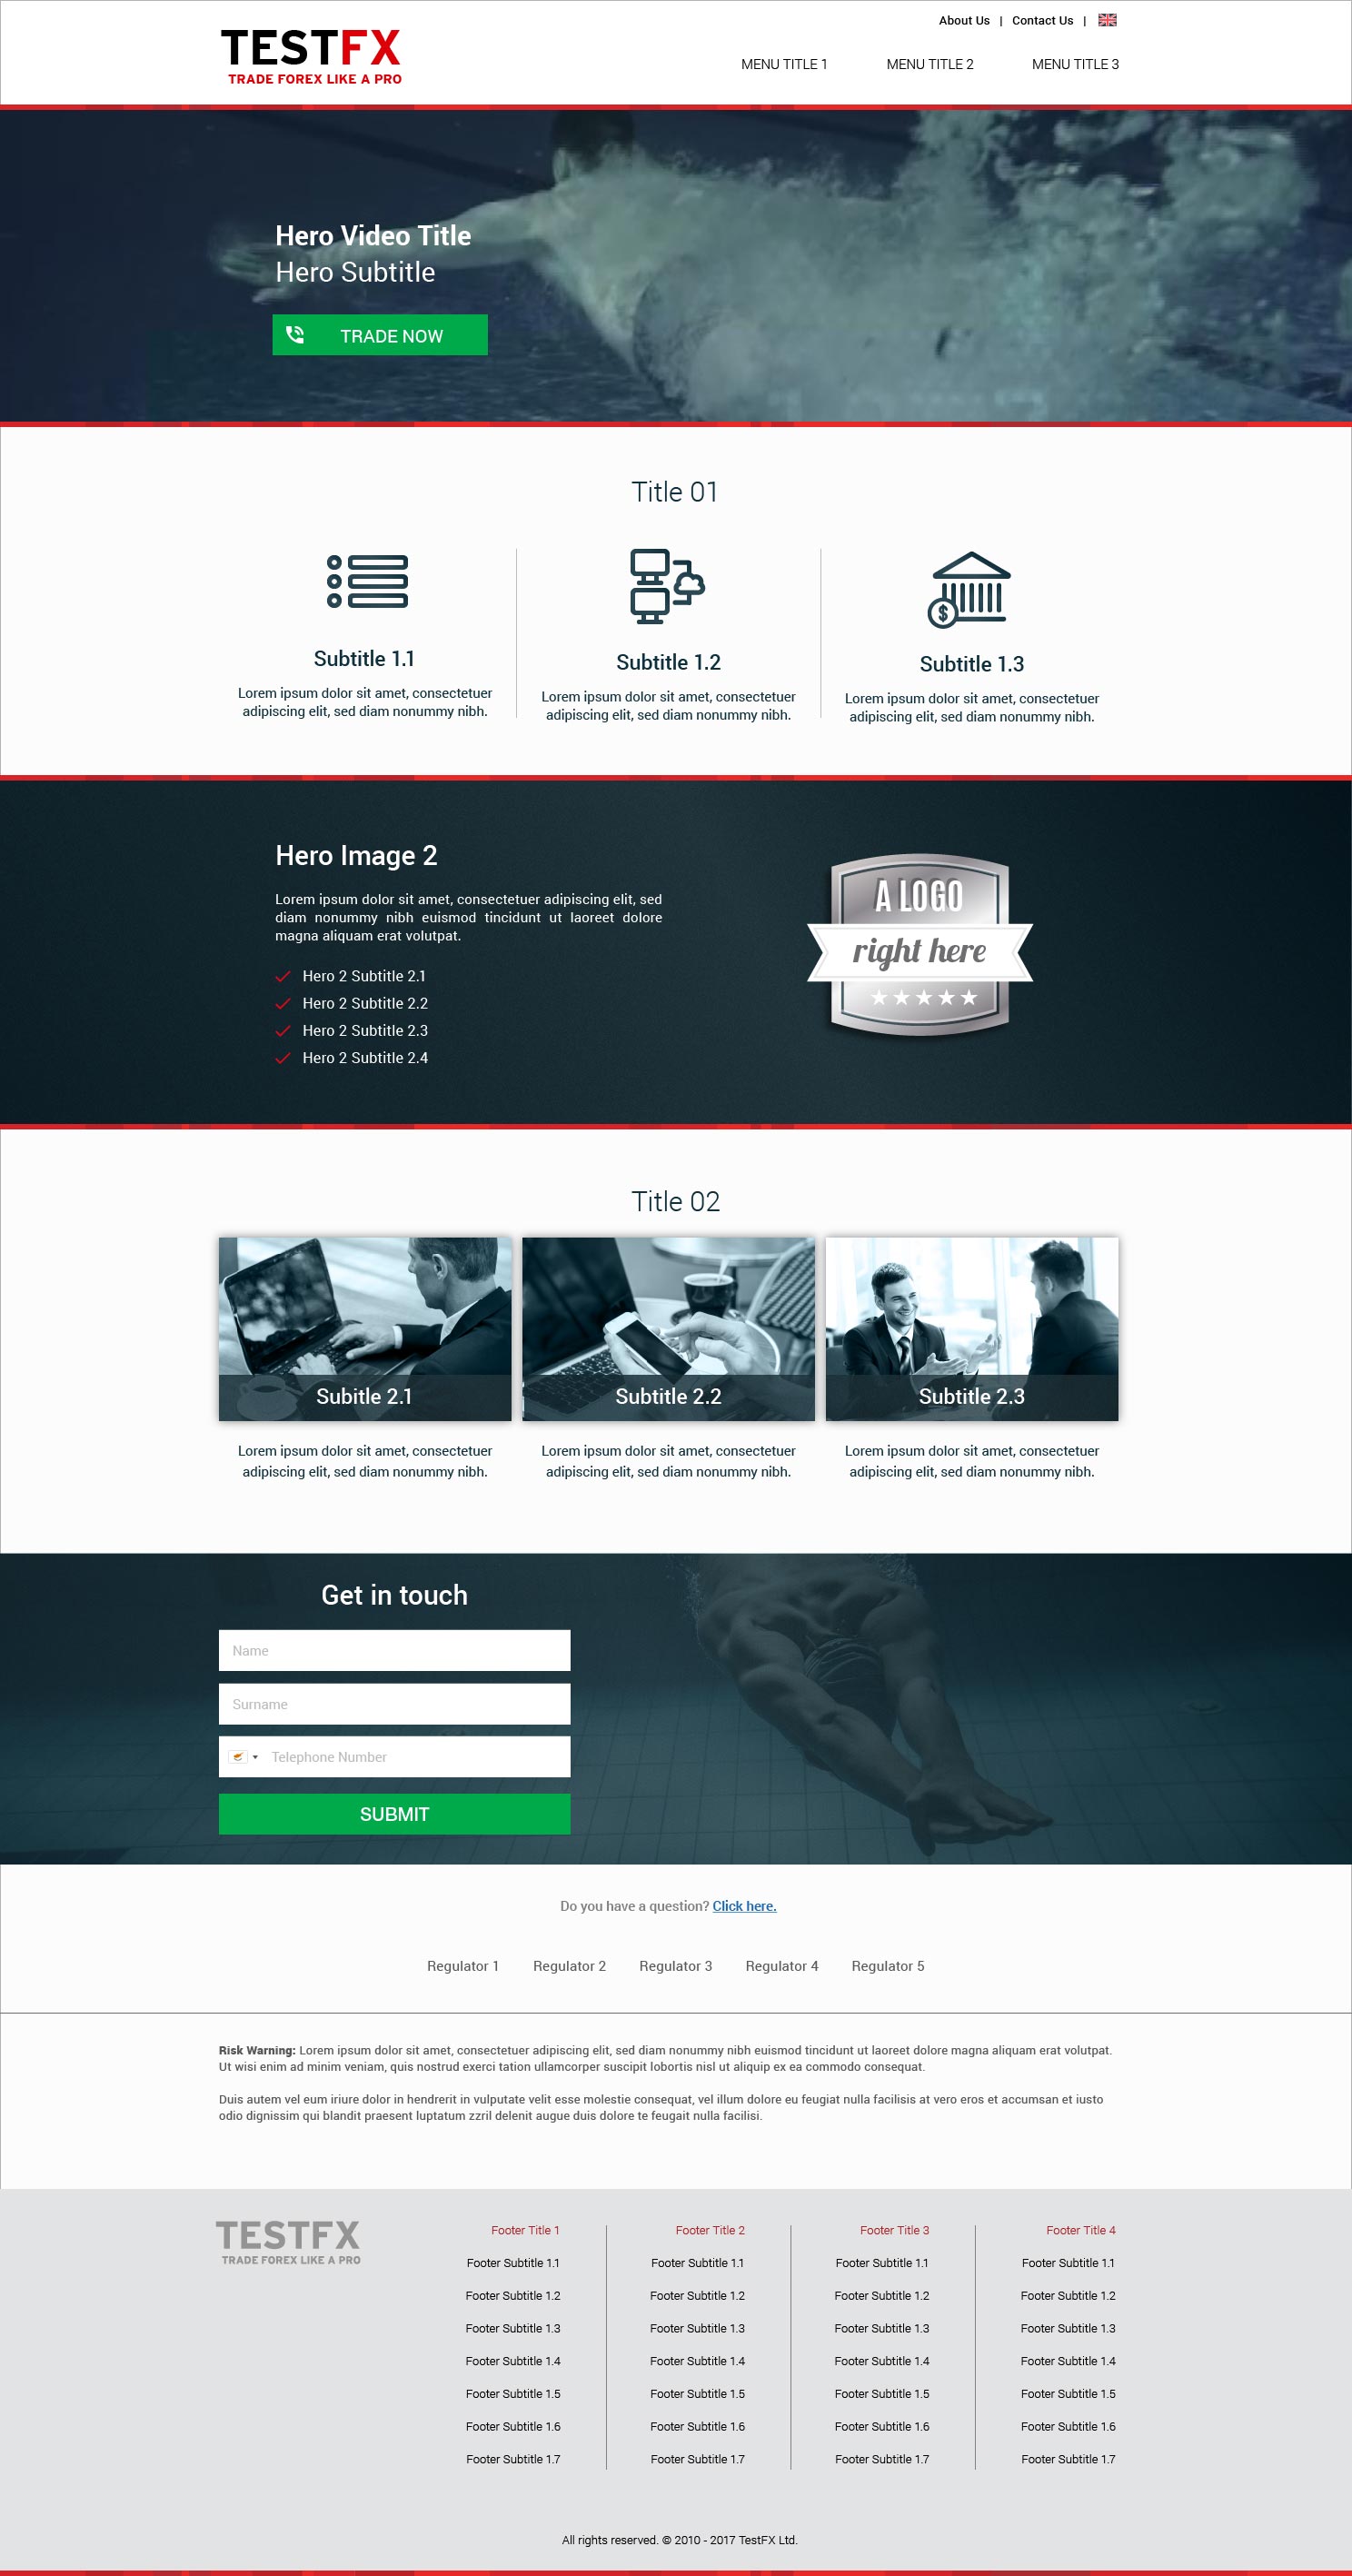 About Us | Contact Us |
TESTFX
TRADE FOREX LIKE A PRO
MENU TITLE 1 MENU TITLE 2 MENU TITLE 3
Hero Video Title
Hero Subtitle
TRADE NOW
Title 01
Subtitle 1.1
Lorem ipsum dolor sit amet, consectetuer
adipiscing elit, sed diam nonummy nibh.
Subtitle 1.2
Lorem ipsum dolor sit amet, consectetuer
adipiscing elit, sed diam nonummy nibh.
$
Subtitle 1.3
Lorem ipsum dolor sit amet, consectetuer
adipiscing elit, sed diam nonummy nibh.
Hero Image 2
Lorem ipsum dolor sit amet, consectetuer adipiscing elit, sed
diam nonummy nibh euismod tincidunt ut laoreet dolore
magna aliquam erat volutpat.
Hero 2 Subtitle 2.1
Hero 2 Subtitle 2.2
Hero 2 Subtitle 2.3
Hero 2 Subtitle 2.4
A LOGO
right here
Title 02
Subitle 2.1
Lorem ipsum dolor sit amet, consectetuer
adipiscing elit, sed diam nonummy nibh.
Subtitle 2.2
Lorem ipsum dolor sit amet, consectetuer
adipiscing elit, sed diam nonummy nibh.
Subtitle 2.3
Lorem ipsum dolor sit amet, consectetuer
adipiscing elit, sed diam nonummy nibh.
Get in touch
Name
Surname
Telephone Number
SUBMIT
Do you have a question? Click here.
Regulator 1 Regulator 2 Regulator 3 Regulator 4 Regulator 5
Risk Warning: Lorem ipsum dolor sit amet, consectetuer adipiscing elit, sed diam nonummy nibh euismod tincidunt ut laoreet dolore magna aliquam erat volutpat.
Ut wisi enim ad minim veniam, quis nostrud exerci tation ullamcorper suscipit lobortis nisl ut aliquip ex ea commodo consequat.
Duis autem vel eum iriure dolor in hendrerit in vulputate velit esse molestie consequat, vel illum dolore eu feugiat nulla facilisis at vero eros et accumsan et iusto
odio dignissim qui blandit praesent luptatum zzril delenit augue duis dolore te feugait nulla facilisi.
TESTFX
TRADE FOREX LIKE A PRO
Footer Title 1
Footer Subtitle 1.1
Footer Subtitle 1.2
Footer Subtitle 1.3
Footer Subtitle 1.4
Footer Subtitle 1.5
Footer Subtitle 1.6
Footer Subtitle 1.7
Footer Title 2
Footer Subtitle 1.1
Footer Subtitle 1.2
Footer Subtitle 1.3
Footer Subtitle 1.4
Footer Subtitle 1.5
Footer Subtitle 1.6
Footer Subtitle 1.7
Footer Title 3
Footer Subtitle 1.1
Footer Subtitle 1.2
Footer Subtitle 1.3
Footer Subtitle 1.4
Footer Subtitle 1.5
Footer Subtitle 1.6
Footer Subtitle 1.7
Footer Title 4
Footer Subtitle 1.1
Footer Subtitle 1.2
Footer Subtitle 1.3
Footer Subtitle 1.4
Footer Subtitle 1.5
Footer Subtitle 1.6
Footer Subtitle 1.7
All rights reserved. © 2010 - 2017 TestFX Ltd.